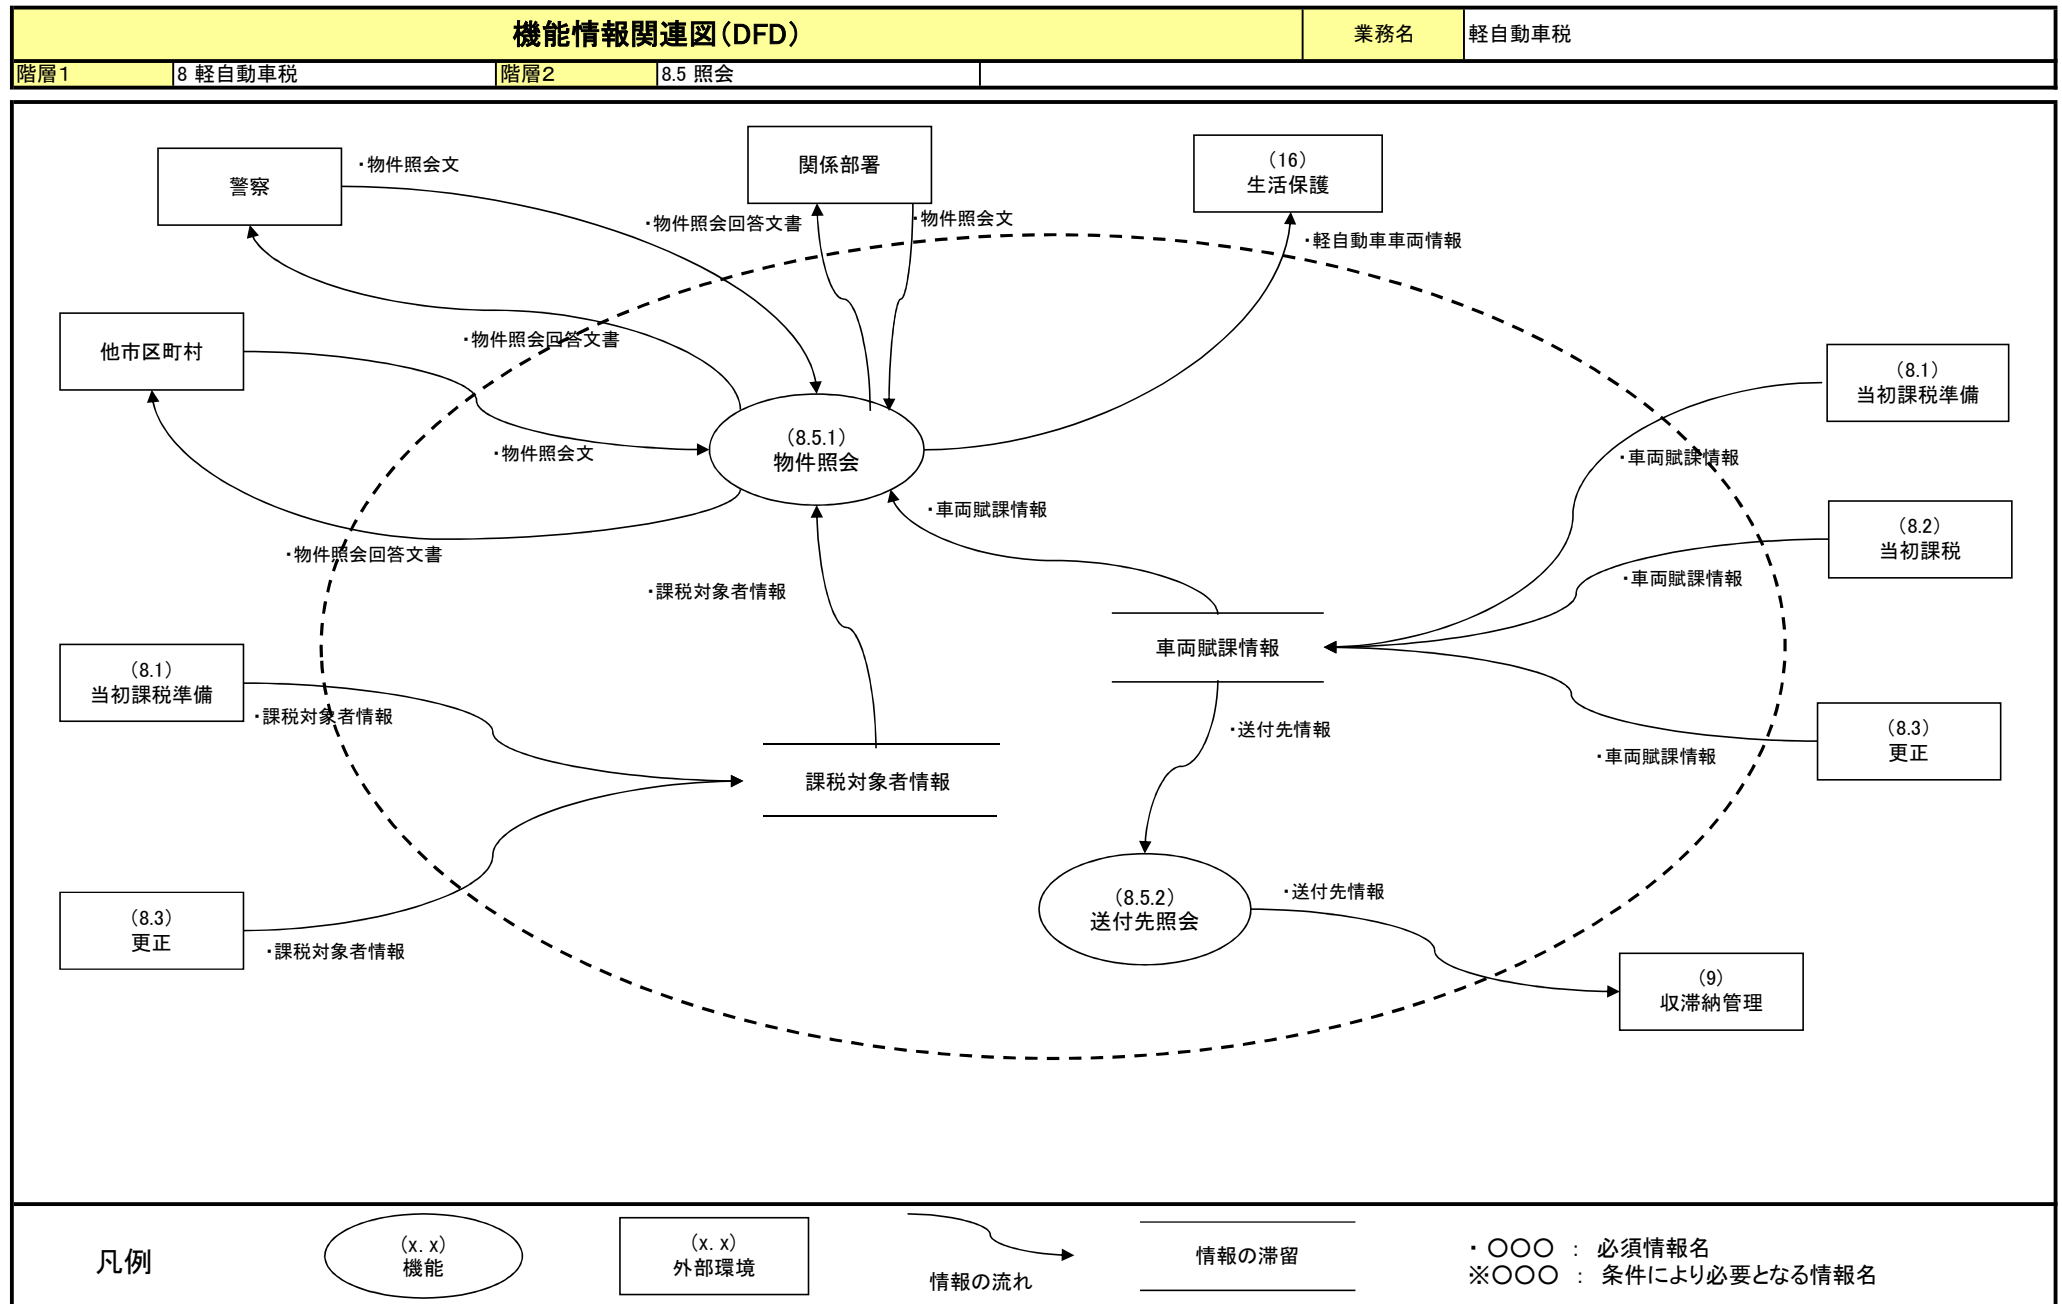 機能情報関連図(DFD)
業務名
軽自動車税
階層1
8 軽自動車税
階層2
8.5 照会
警察
・物件照会文
関係部署
・物件照会回答文書
・物件照会文
(16)
生活保護
・軽自動車車両情報
他市区町村
・物件照会回答文書
・物件照会文
(8.5.1)
物件照会
・物件照会回答文書
・車両賦課情報
(8.1)
当初課税準備
・車両賦課情報
(8.2)
当初課税
・車両賦課情報
・課税対象者情報
車両賦課情報
(8.1)
当初課税準備
・課税対象者情報
・送付先情報
(8.3)
更正
・車両賦課情報
課税対象者情報
(8.3)
更正
・課税対象者情報
(8.5.2)
送付先照会
・送付先情報
(9)
収滞納管理
凡例
(x.x)
機能
(x.x)
外部環境
情報の流れ
情報の滞留
・〇〇〇 : 必須情報名
※〇〇〇 : 条件により必要となる情報名